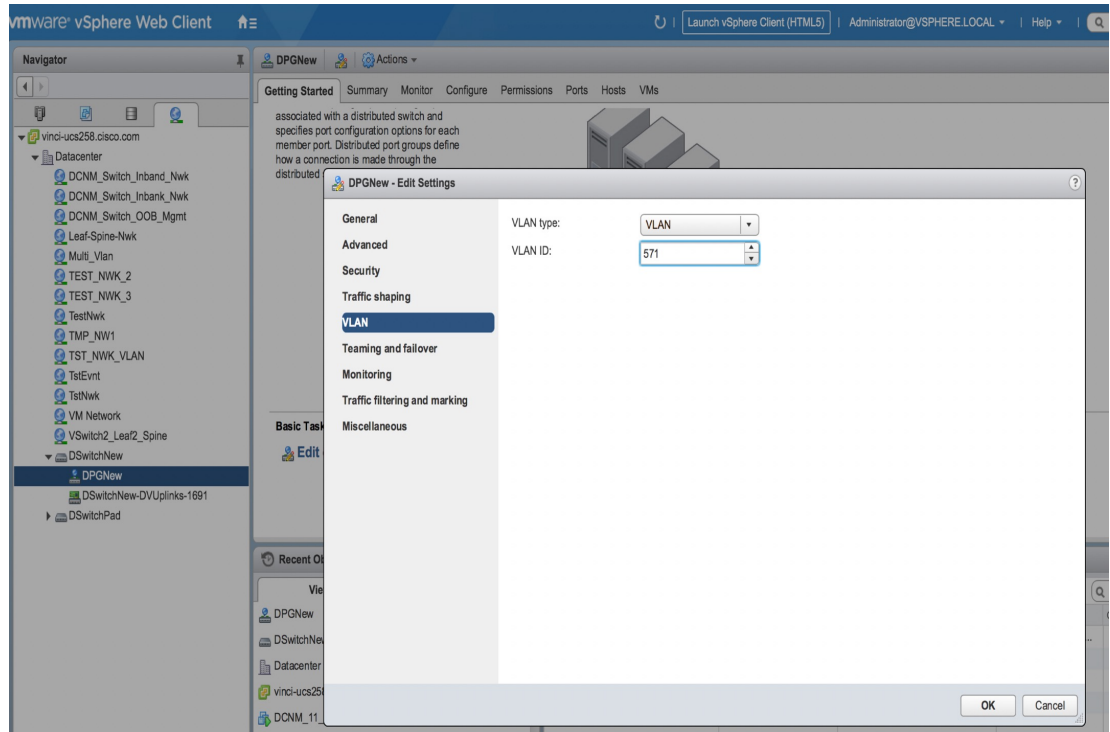 vmware® vSphere Web Client
Launch vSphere Client (HTML5)
Administrator@VSPHERE.LOCAL
Help
Navigator
vinci-ucs258.cisco.com
Datacenter
DCNM_Switch_Inband_Nwk
DCNM_Switch_Inbank_Nwk
DCNM_Switch_OOB_Mgmt
Leaf-Spine-Nwk
Multi_Vlan
TEST_NWK_2
TEST_NWK_3
TestNwk
TMP_NW1
TST_NWK_VLAN
TstEvnt
TstNwk
VM Network
VSwitch2_Leaf2_Spine
DSwitchNew
DPGNew
DSwitchNew-DVUplinks-1691
DSwitchPad
DPGNew
Actions
Getting Started Summary Monitor Configure Permissions Ports Hosts VMs
associated with a distributed switch and
specifies port configuration options for each
member port. Distributed port groups define
how a connection is made through the
distributed
Basic Task
Edit
Recent Ob
Vie
DPGNew
DSwitchNew
Datacenter
vinci-ucs258
DCNM_11_
DPGNew - Edit Settings
?
General
Advanced
Security
Traffic shaping
VLAN
Teaming and failover
Monitoring
Traffic filtering and marking
Miscellaneous
VLAN type: VLAN
VLAN ID: 571
OK Cancel